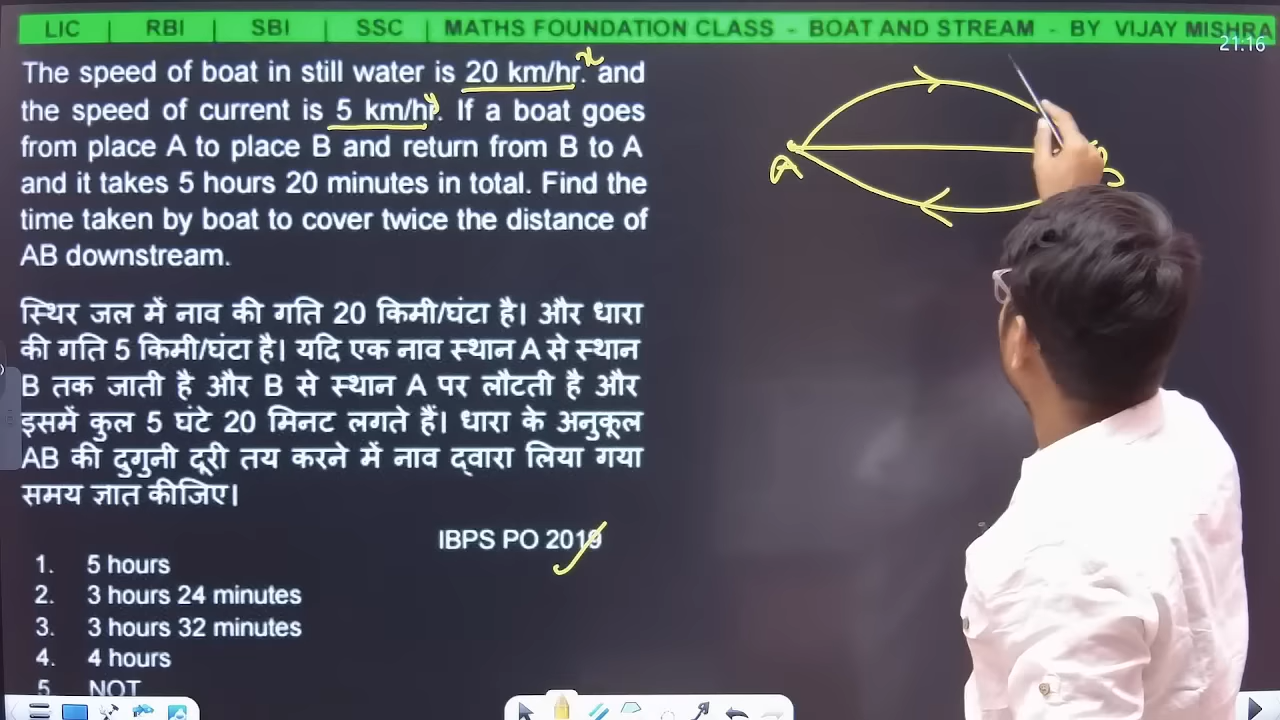 LIC | RBI | SBI | SSC | MATHS FOUNDATION CLASS - BOAT AND STREAM - BY VIJAY MISHRA
21:16
The speed of boat in still water is 20 km/hr. and
x
the speed of current is 5 km/hr. If a boat goes
y
from place A to place B and return from B to A
and it takes 5 hours 20 minutes in total. Find the
time taken by boat to cover twice the distance of
AB downstream.
A
स्थिर जल में नाव की गति 20 किमी/घंटा है। और धारा
की गति 5 किमी/घंटा है। यदि एक नाव स्थान A से स्थान
B तक जाती है और B से स्थान A पर लौटती है और
इसमें कुल 5 घंटे 20 मिनट लगते हैं। धारा के अनुकूल
AB की दुगुनी दूरी तय करने में नाव द्वारा लिया गया
समय ज्ञात कीजिए।
IBPS PO 2019
1. 5 hours
2. 3 hours 24 minutes
3. 3 hours 32 minutes
4. 4 hours
5. NOT